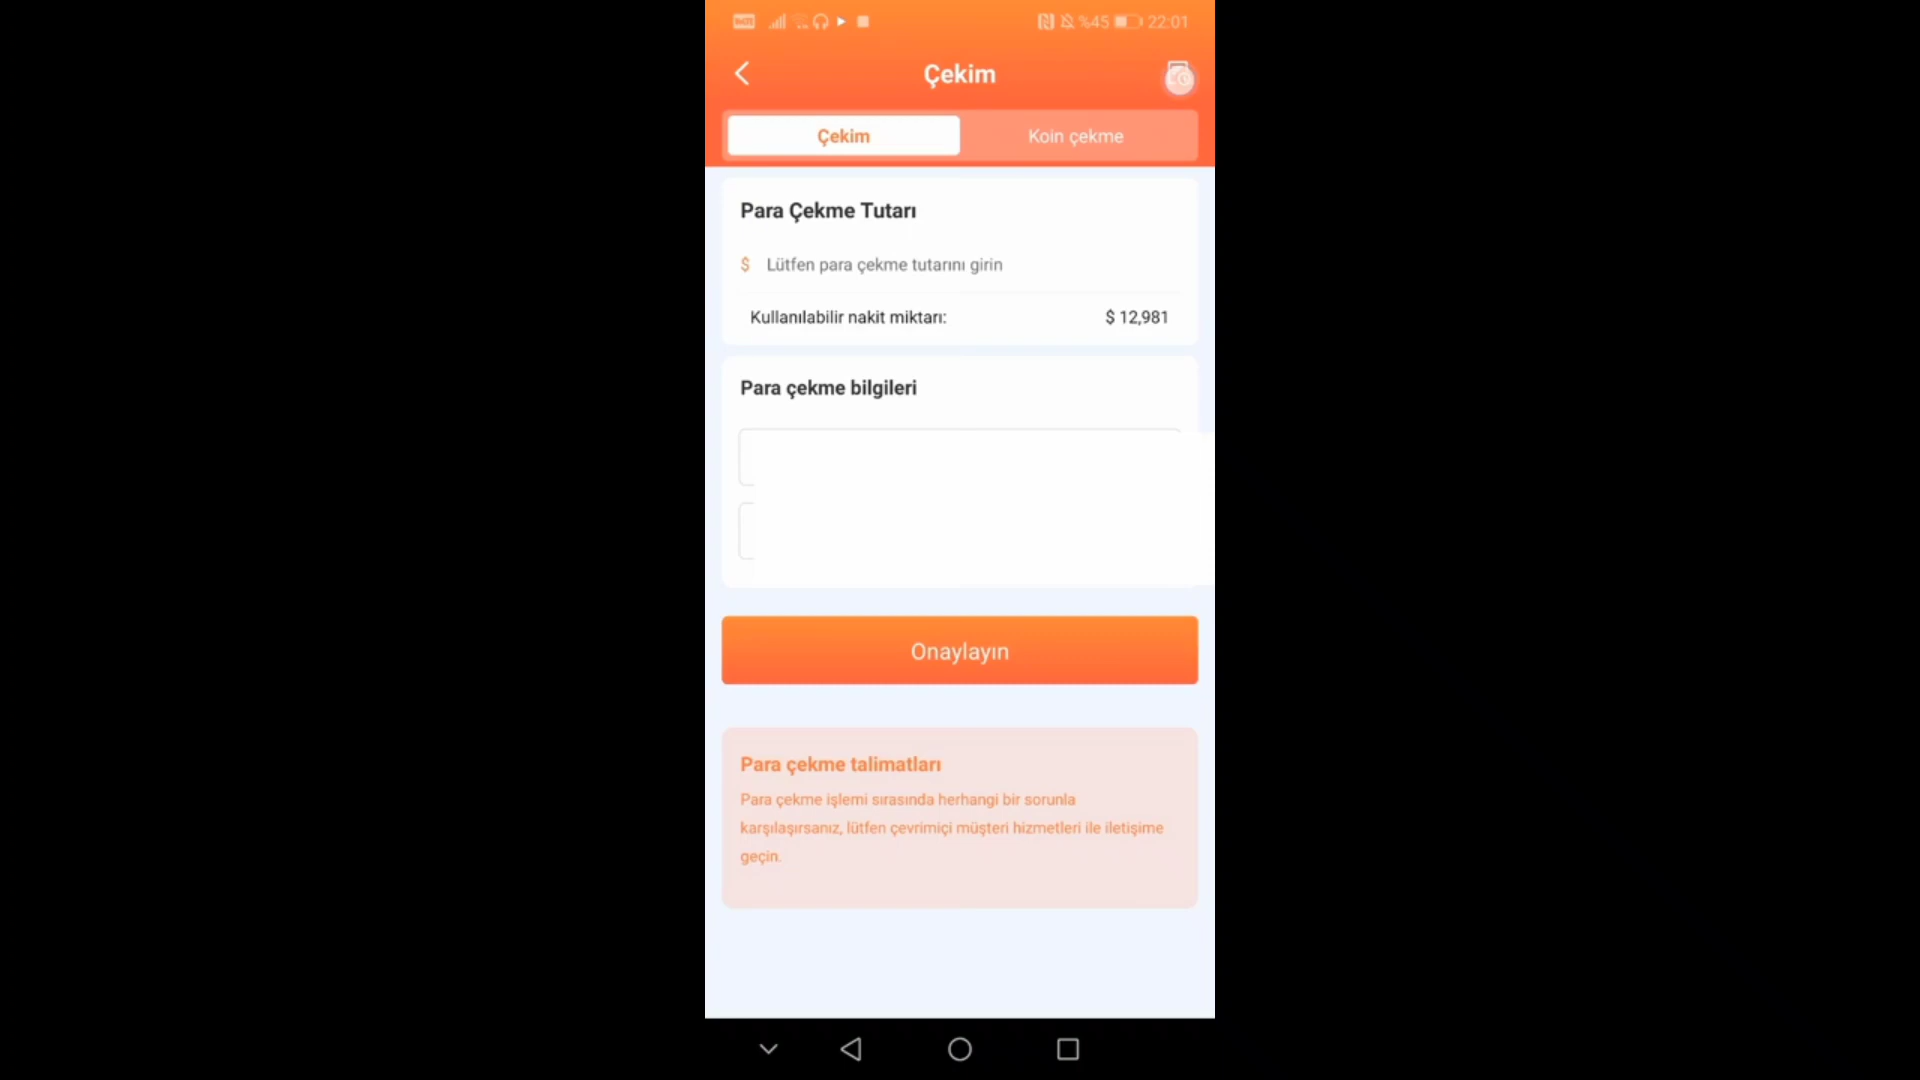 %45 22:01
Çekim
Çekim Koin çekme
Para Çekme Tutarı
$ Lütfen para çekme tutarını girin
Kullanılabilir nakit miktarı: $ 12,981
Para çekme bilgileri
Onaylayın
Para çekme talimatları
Para çekme işlemi sırasında herhangi bir sorunla
karşılaşırsanız, lütfen çevrimiçi müşteri hizmetleri ile iletişime
geçin.